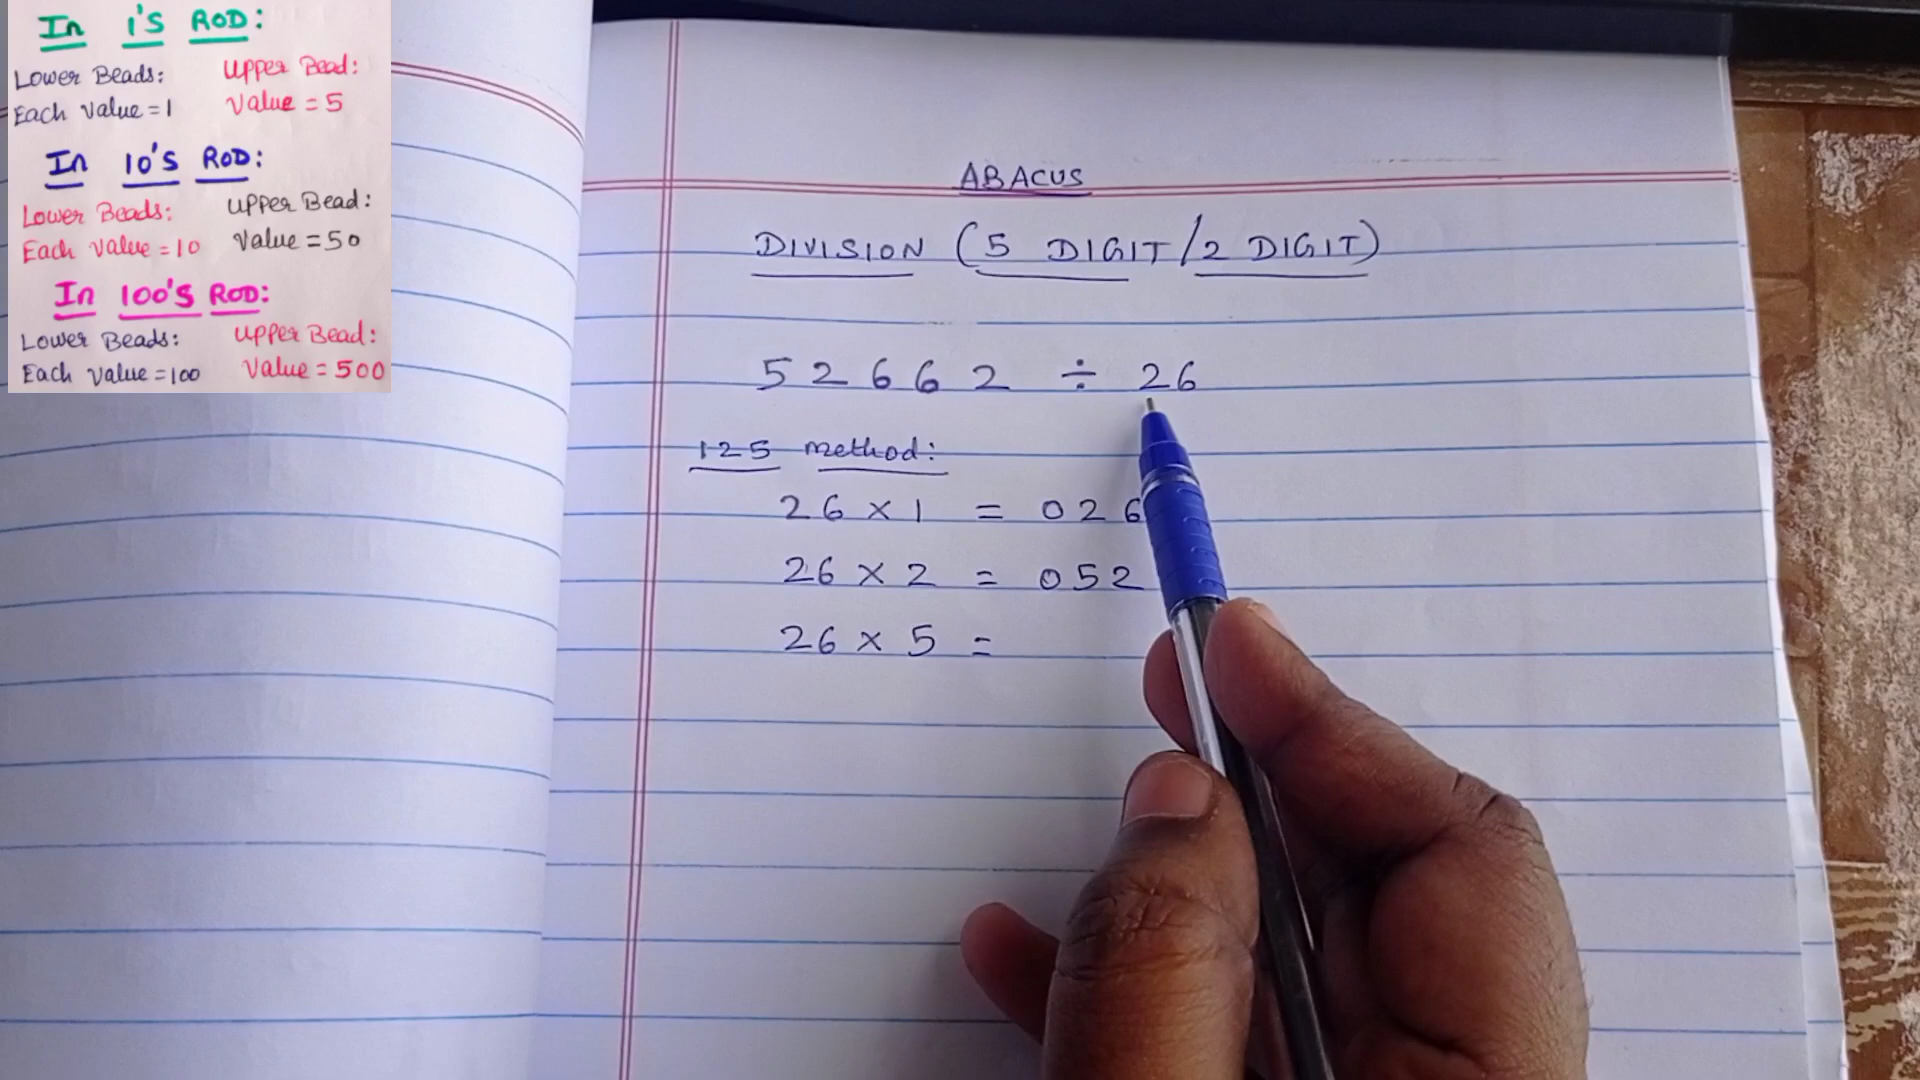 In 1'S ROD:
Lower Beads: Upper Bead:
Each Value = 1 Value = 5
In 10'S ROD:
Lower Beads: Upper Bead:
Each Value = 10 Value = 50
In 100'S ROD:
Lower Beads: Upper Bead:
Each Value = 100 Value = 500
ABACUS
DIVISION (5 DIGIT / 2 DIGIT)
52662 ÷ 26
125 method:
26 × 1 = 026
26 × 2 = 052
26 × 5 =